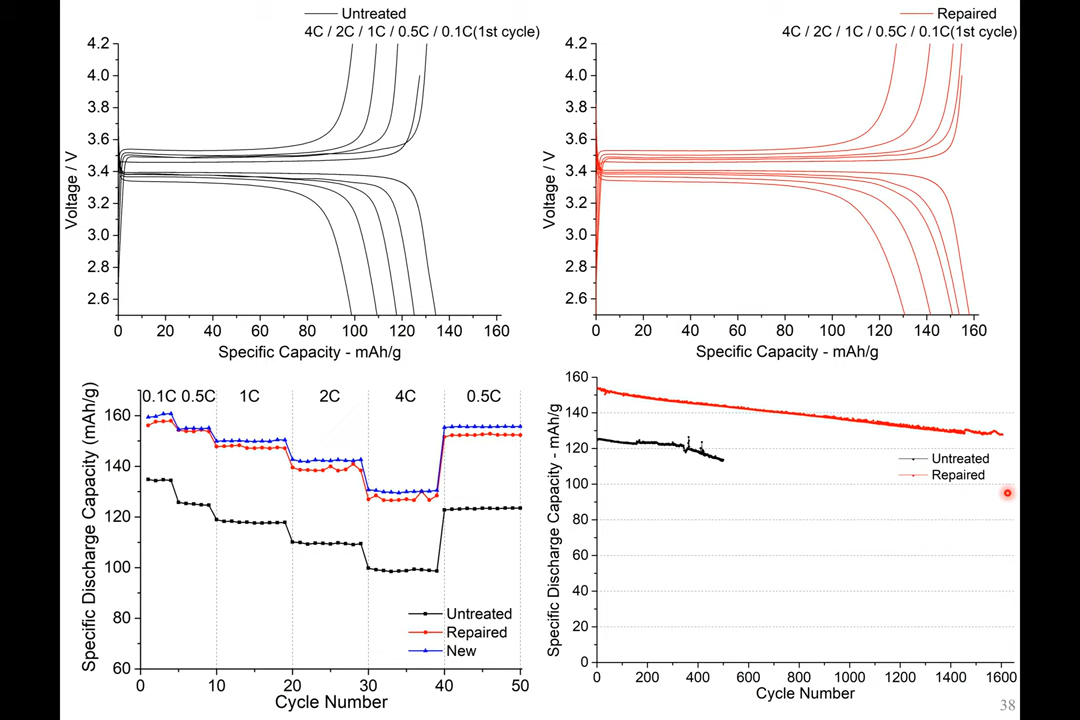 Untreated
4C / 2C / 1C / 0.5C / 0.1C(1st cycle)
4.2
4.0
3.8
3.6
3.4
3.2
3.0
2.8
2.6
Voltage / V
0 20 40 60 80 100 120 140 160
Specific Capacity - mAh/g
Repaired
4C / 2C / 1C / 0.5C / 0.1C(1st cycle)
4.2
4.0
3.8
3.6
3.4
3.2
3.0
2.8
2.6
Voltage / V
0 20 40 60 80 100 120 140 160
Specific Capacity - mAh/g
0.1C 0.5C 1C 2C 4C 0.5C
160
140
120
100
80
60
Specific Discharge Capacity (mAh/g)
Untreated
Repaired
New
0 10 20 30 40 50
Cycle Number
160
140
120
100
80
60
40
20
0
Specific Discharge Capacity - mAh/g
Untreated
Repaired
0 200 400 600 800 1000 1200 1400 1600
Cycle Number
38